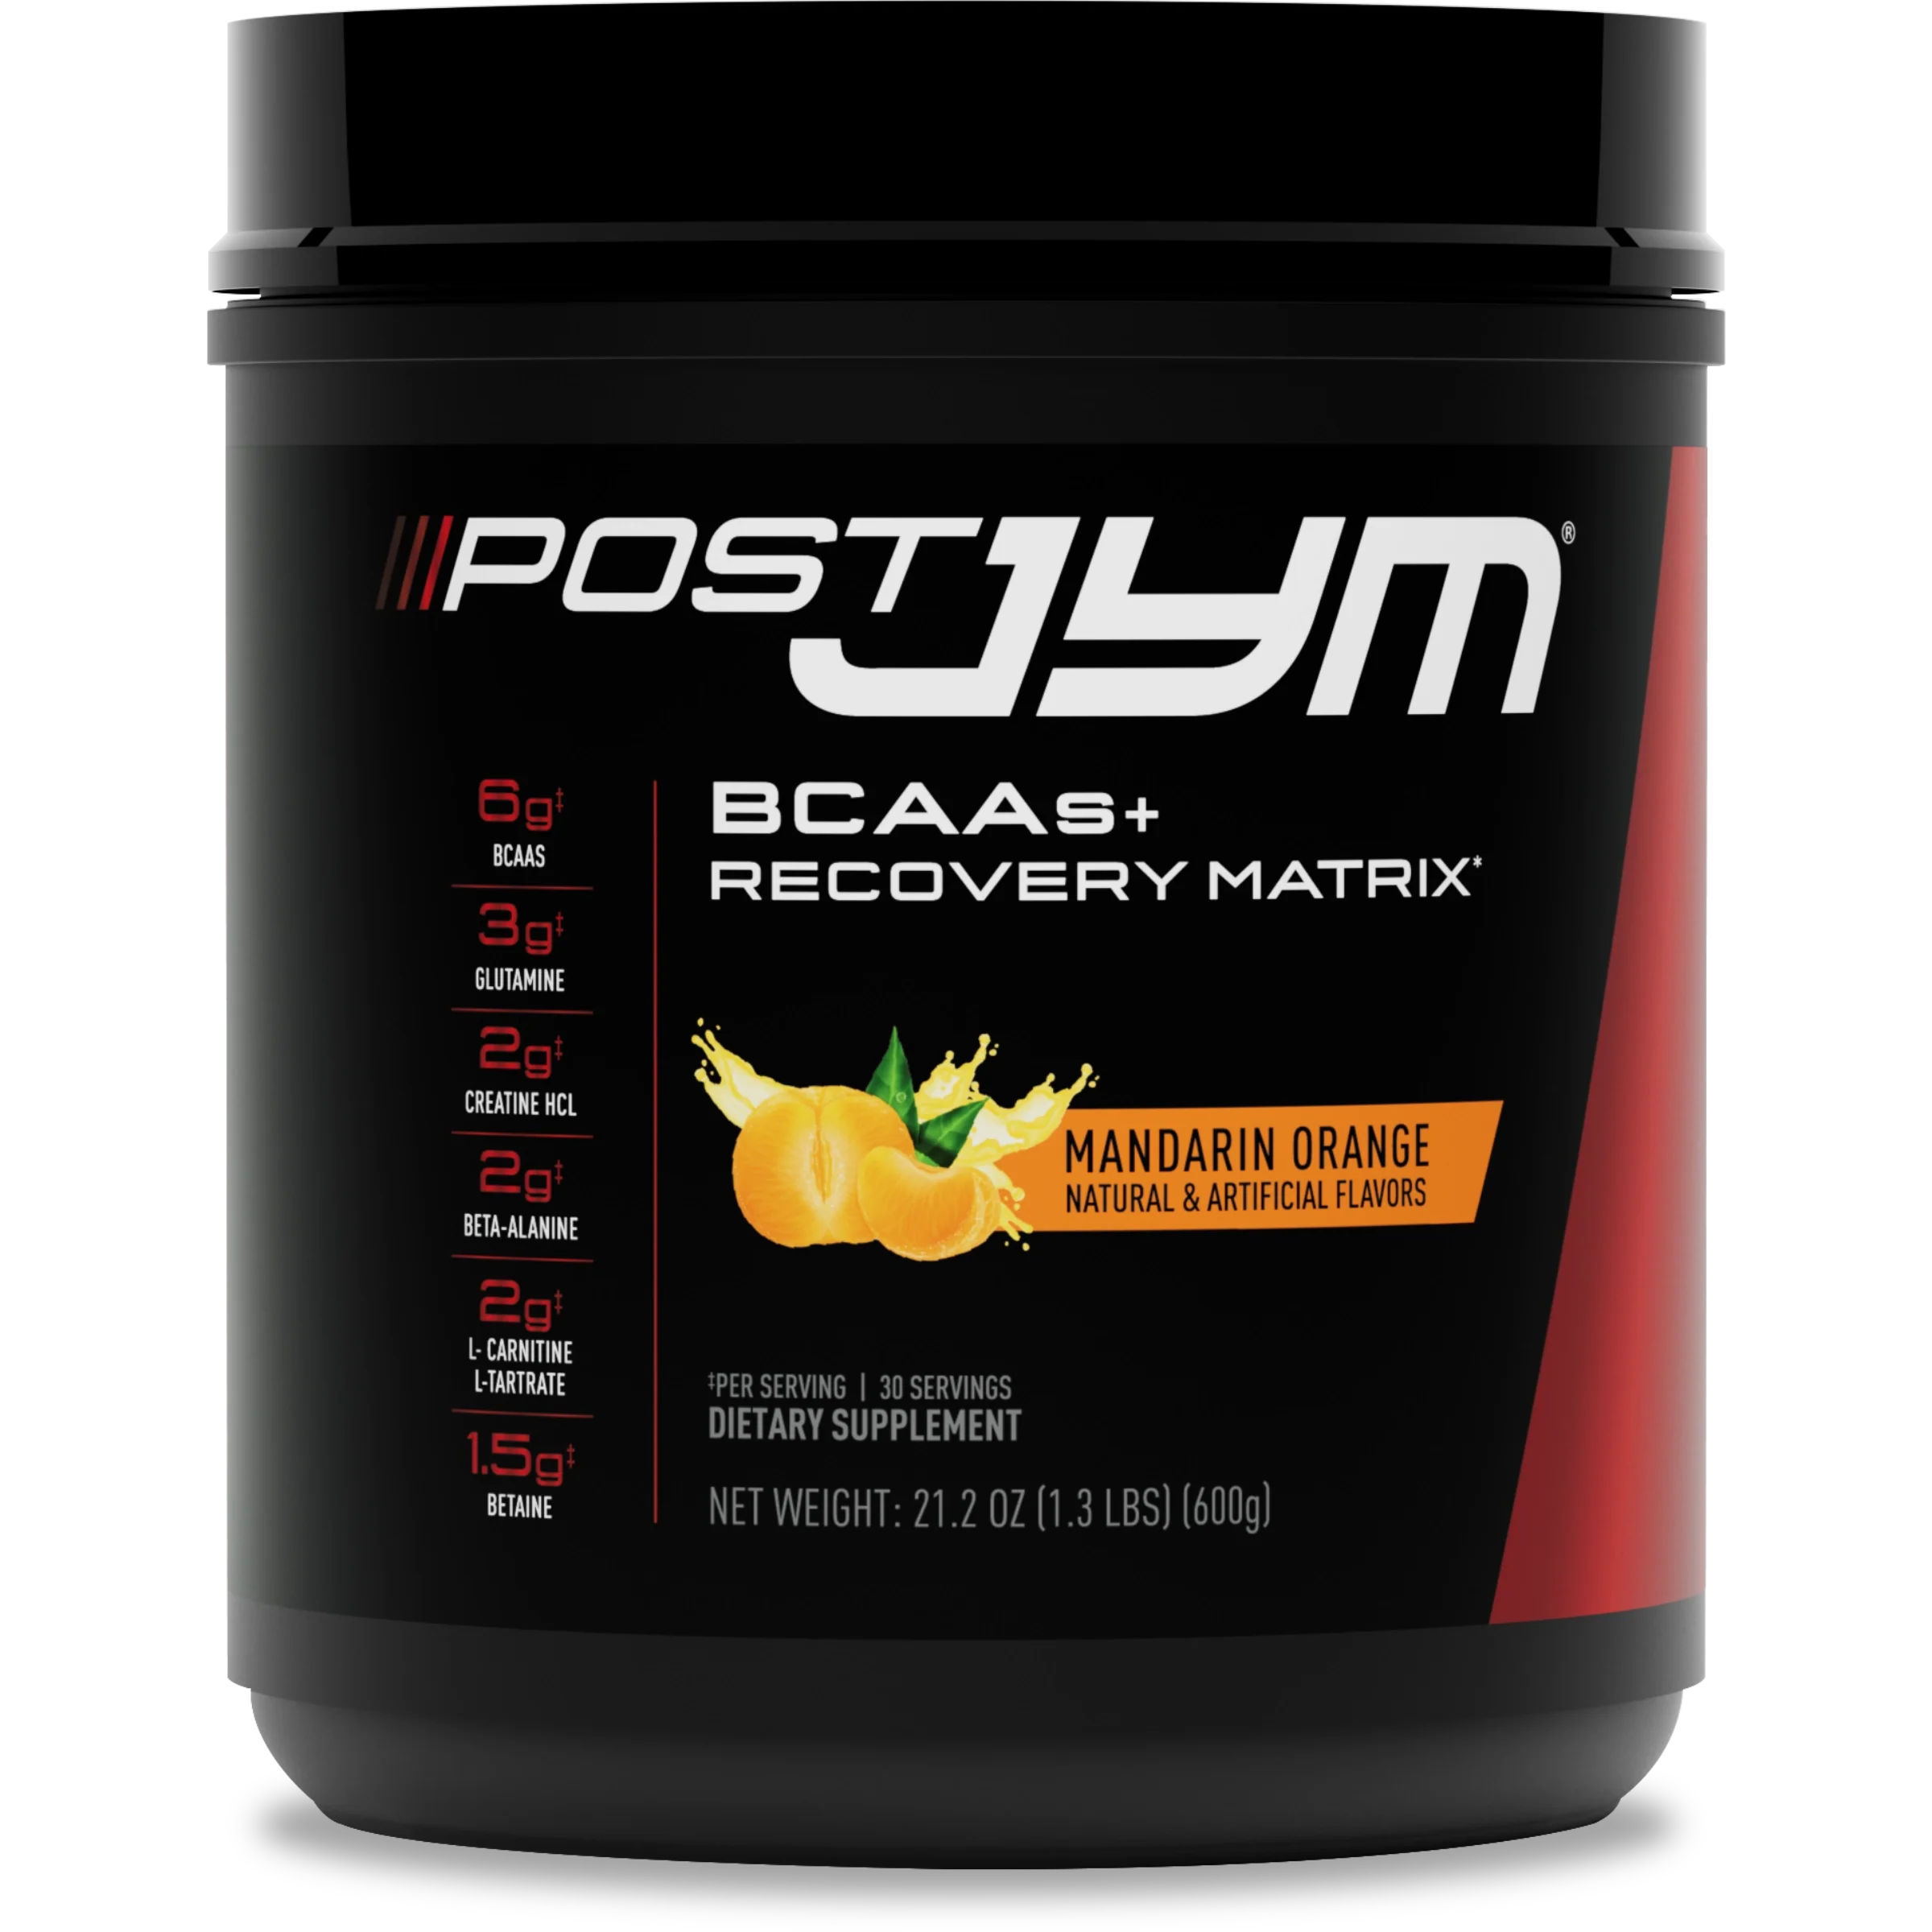 POST JYM®
BCAAs+
RECOVERY MATRIX*
6g‡
BCAAS
3g‡
GLUTAMINE
2g‡
CREATINE HCL
2g‡
BETA-ALANINE
2g‡
L- CARNITINE
L-TARTRATE
1.5g‡
BETAINE
MANDARIN ORANGE
NATURAL & ARTIFICIAL FLAVORS
‡PER SERVING | 30 SERVINGS
DIETARY SUPPLEMENT
NET WEIGHT: 21.2 OZ (1.3 LBS) (600g)